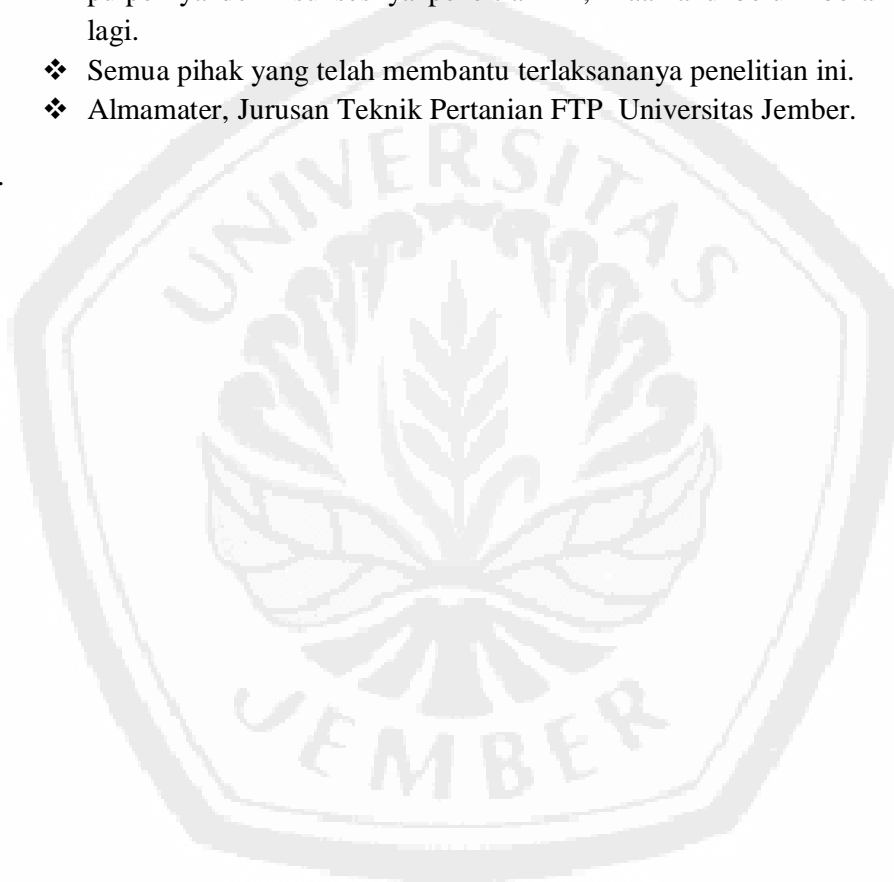 lagi.
❖ Semua pihak yang telah membantu terlaksananya penelitian ini.
❖ Almamater, Jurusan Teknik Pertanian FTP Universitas Jember.
.
UNIVERSITAS
JEMBER